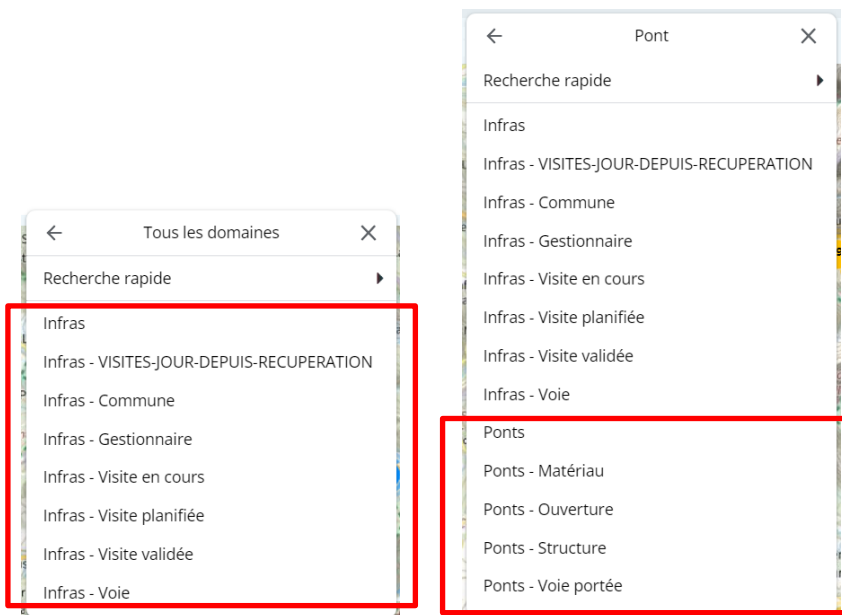 Tous les domaines
Recherche rapide
Infras
Infras - VISITES-JOUR-DEPUIS-RECUPERATION
Infras - Commune
Infras - Gestionnaire
Infras - Visite en cours
Infras - Visite planifiée
Infras - Visite validée
Infras - Voie
Pont
Recherche rapide
Infras
Infras - VISITES-JOUR-DEPUIS-RECUPERATION
Infras - Commune
Infras - Gestionnaire
Infras - Visite en cours
Infras - Visite planifiée
Infras - Visite validée
Infras - Voie
Ponts
Ponts - Matériau
Ponts - Ouverture
Ponts - Structure
Ponts - Voie portée